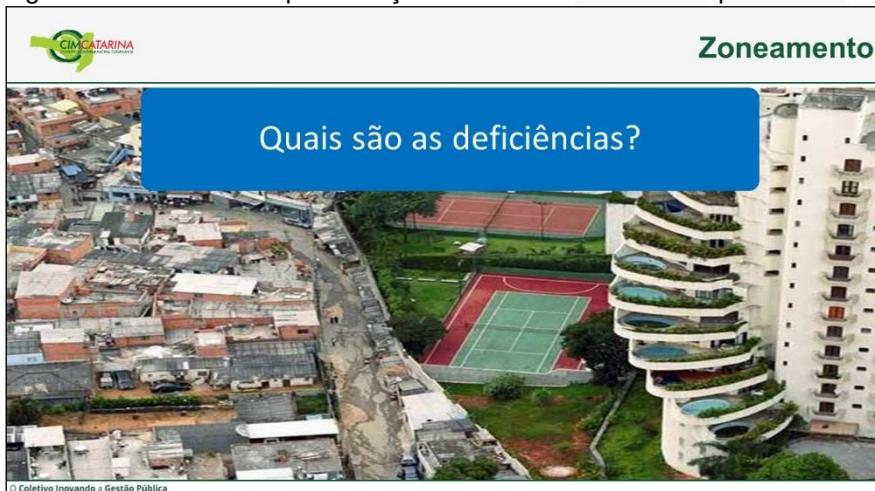 CIMCATARINA
Zoneamento
Quais são as deficiências?
O Coletivo Inovando a Gestão Pública